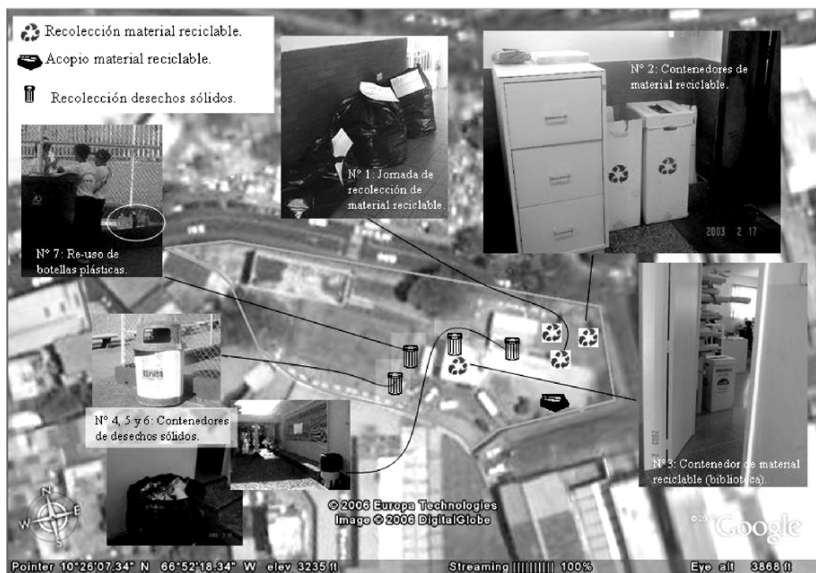 Recolección material reciclable.
Acopio material reciclable.
Recolección desechos sólidos.
N° 1: Jornada de
recolección de
material reciclable.
N° 2: Contenedores de
material reciclable.
2003 2 17
N° 7: Re-uso de
botellas plásticas.
N° 4, 5 y 6: Contenedores
de desechos sólidos.
N°3: Contenedor de material
reciclable (biblioteca).
N
W E
S
© 2006 Europa Technologies
Image © 2006 DigitalGlobe
Google
Pointer 10°26'07.34" N 66°52'18.34" W elev 3235 ft Streaming |||||||||| 100% Eye alt 3868 ft